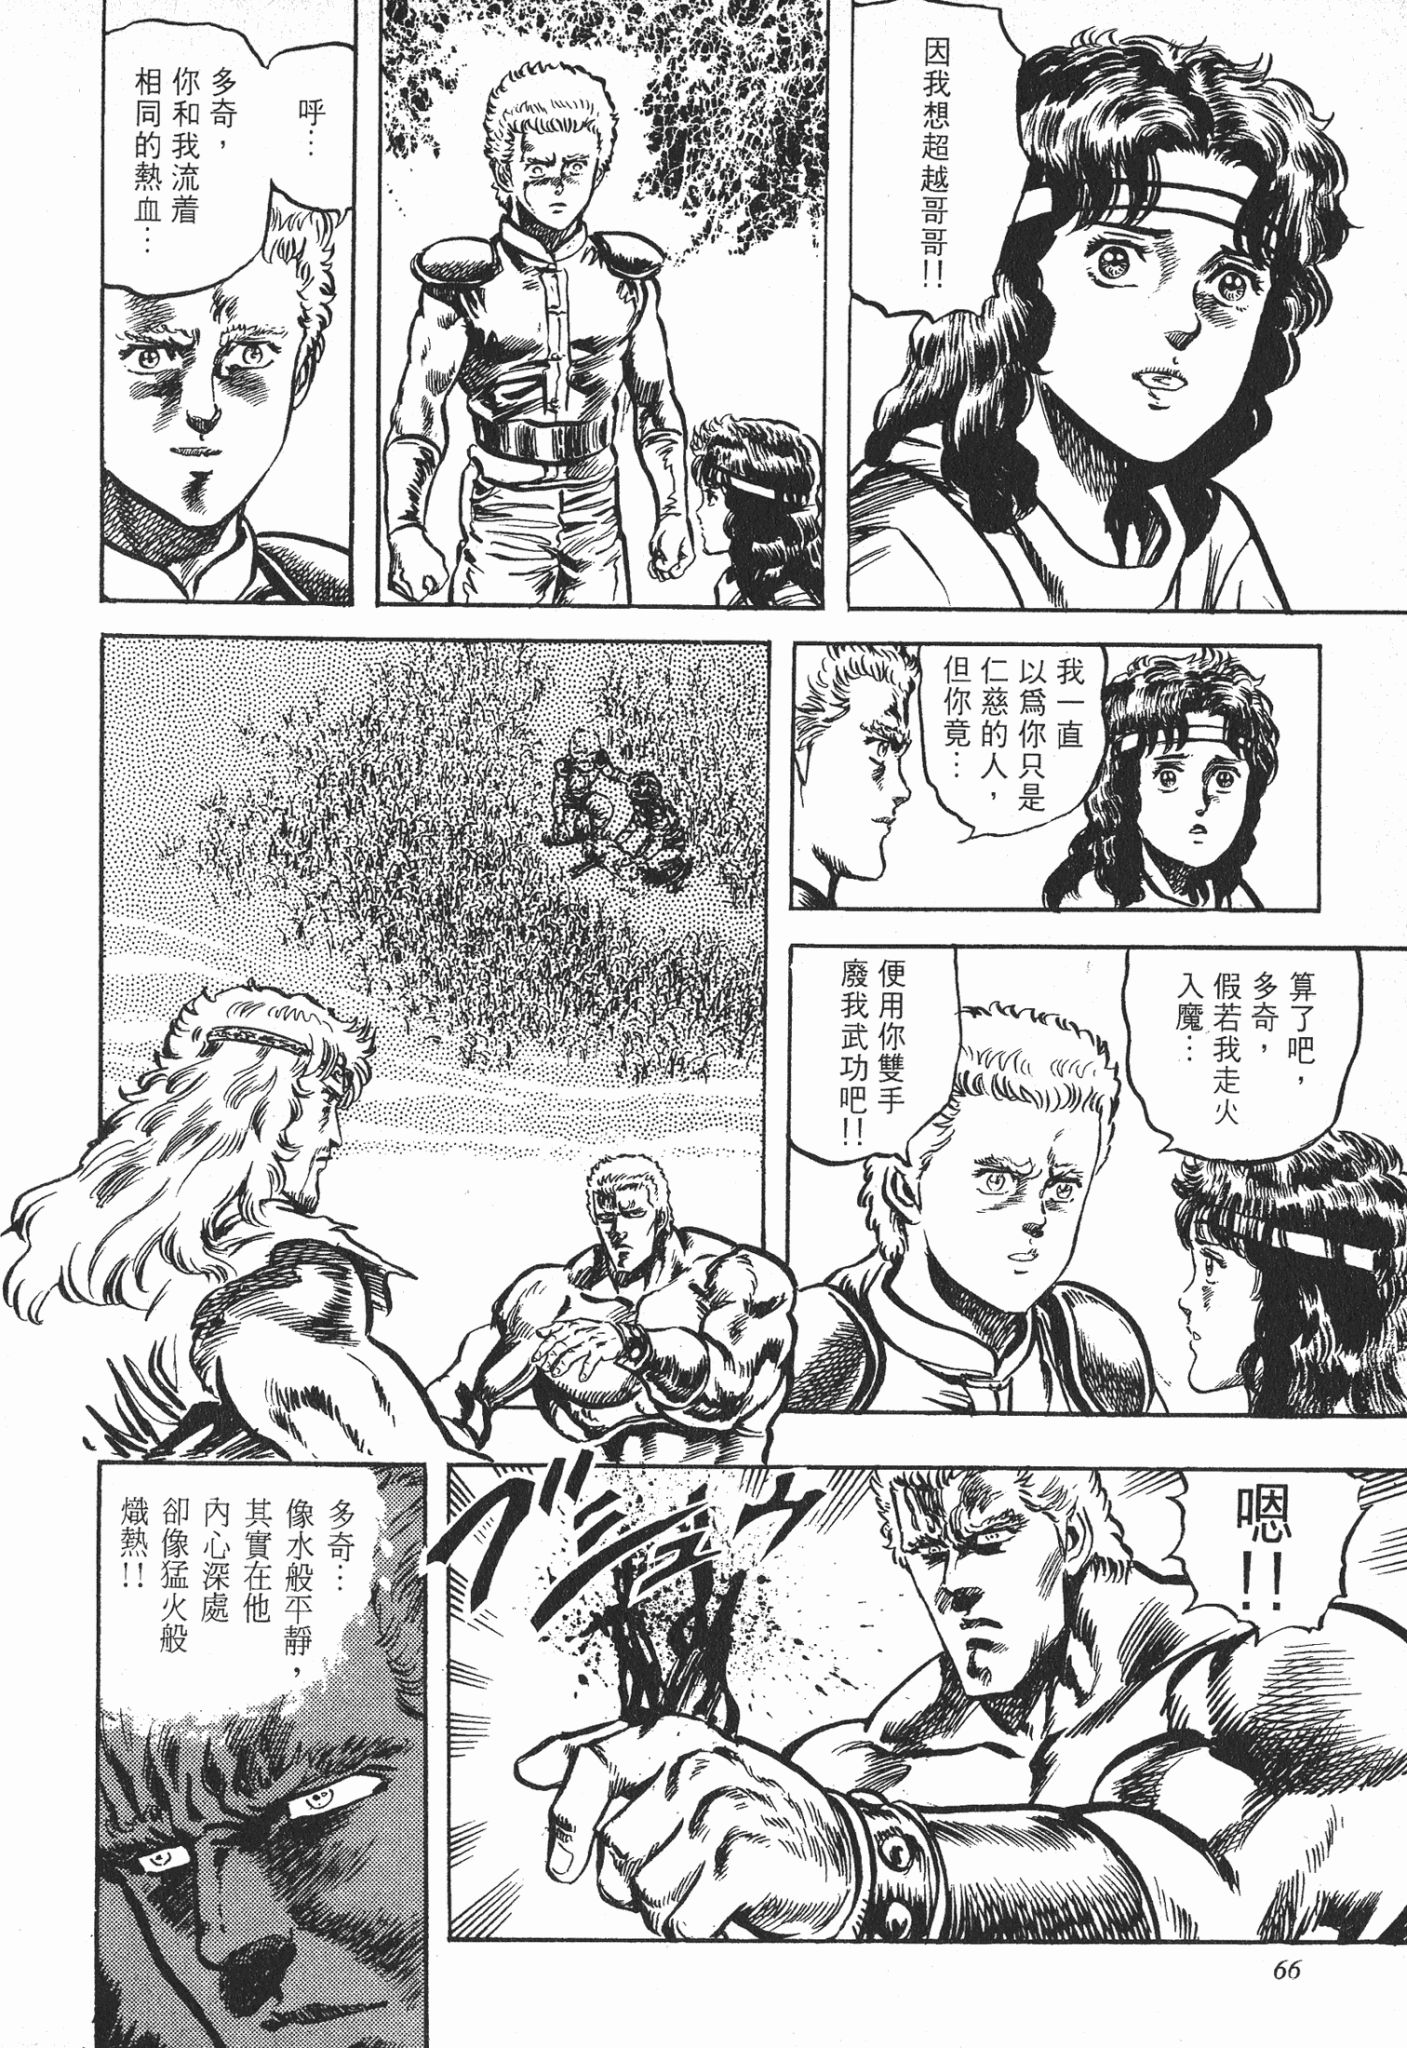 因我想超越哥哥!!
呼…
多奇，
你和我流着
相同的熱血…
我一直
以爲你只是
仁慈的人，
但你竟…
算了吧，
多奇，
假若我走火
入魔…
便用你雙手
廢我武功吧!!
嗯!!
グシュウ
多奇…
像水般平靜，
其實在他
內心深處
卻像猛火般
熾熱!!
66